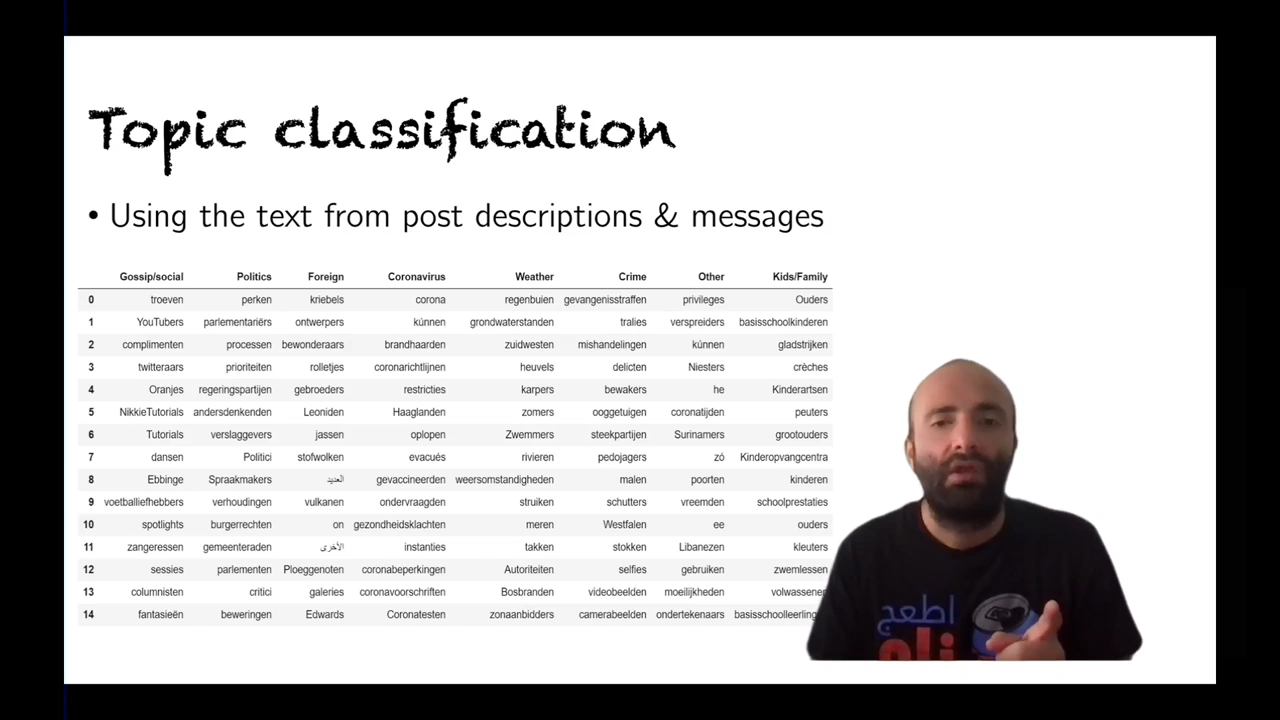 Topic classification
• Using the text from post descriptions & messages
Gossip/social Politics Foreign Coronavirus Weather Crime Other Kids/Family
0 troeven perken kriebels corona regenbuien gevangenisstraffen privileges Ouders
1 YouTubers parlementariërs ontwerpers kúnnen grondwaterstanden tralies verspreiders basisschoolkinderen
2 complimenten processen bewonderaars brandhaarden zuidwesten mishandelingen kúnnen gladstrijken
3 twitteraars prioriteiten rolletjes coronarichtlijnen heuvels delicten Niesters crèches
4 Oranjes regeringspartijen gebroeders restricties karpers bewakers he Kinderartsen
5 NikkieTutorials andersdenkenden Leoniden Haaglanden zomers ooggetuigen coronatijden peuters
6 Tutorials verslaggevers jassen oplopen Zwemmers steekpartijen Surinamers grootouders
7 dansen Politici stofwolken evacués rivieren pedojagers zó Kinderopvangcentra
8 Ebbinge Spraakmakers العديد gevaccineerden weersomstandigheden malen poorten kinderen
9 voetballiefhebbers verhoudingen vulkanen ondervraagden struiken schutters vreemden schoolprestaties
10 spotlights burgerrechten on gezondheidsklachten meren Westfalen ee ouders
11 zangeressen gemeenteraden الأخرى instanties takken stokken Libanezen kleuters
12 sessies parlementen Ploeggenoten coronabeperkingen Autoriteiten selfies gebruiken zwemlessen
13 columnisten critici galeries coronavoorschriften Bosbranden videobeelden moeilijkheden volwassenen
14 fantasieën beweringen Edwards Coronatesten zonaanbidders camerabeelden ondertekenaars